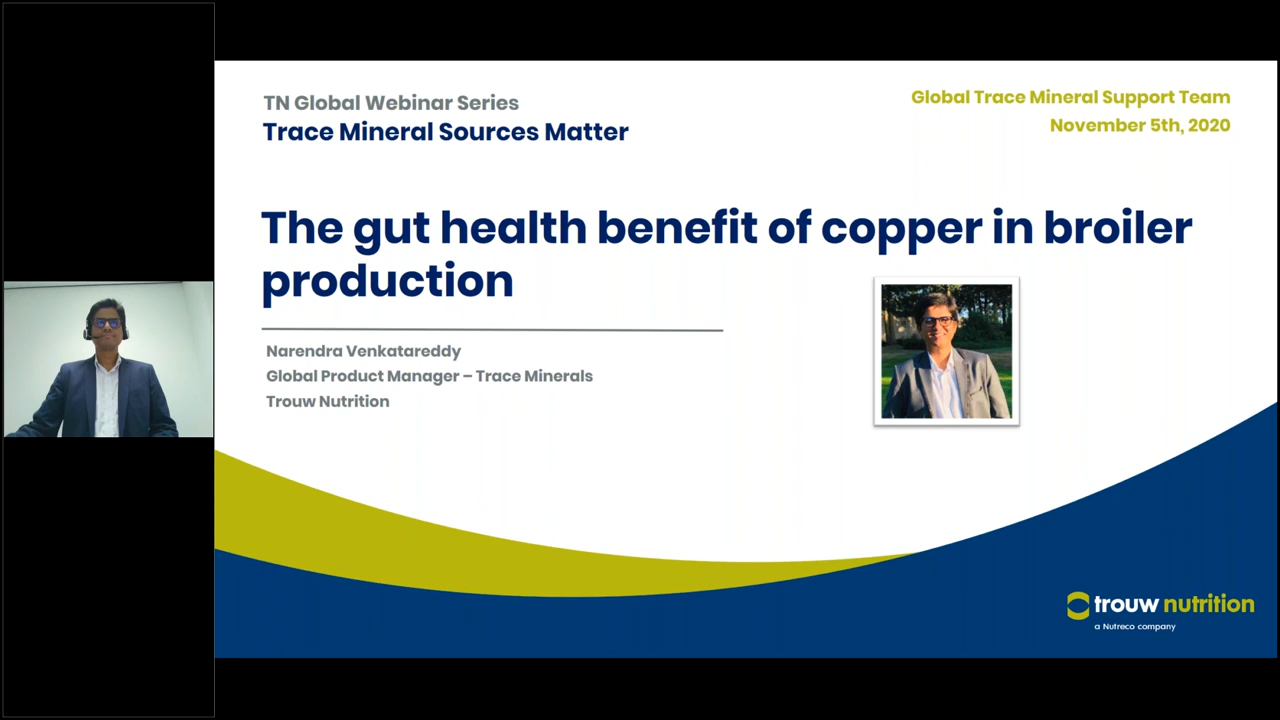 TN Global Webinar Series
Trace Mineral Sources Matter
Global Trace Mineral Support Team
November 5th, 2020
The gut health benefit of copper in broiler
production
Narendra Venkatareddy
Global Product Manager – Trace Minerals
Trouw Nutrition
trouw nutrition
a Nutreco company